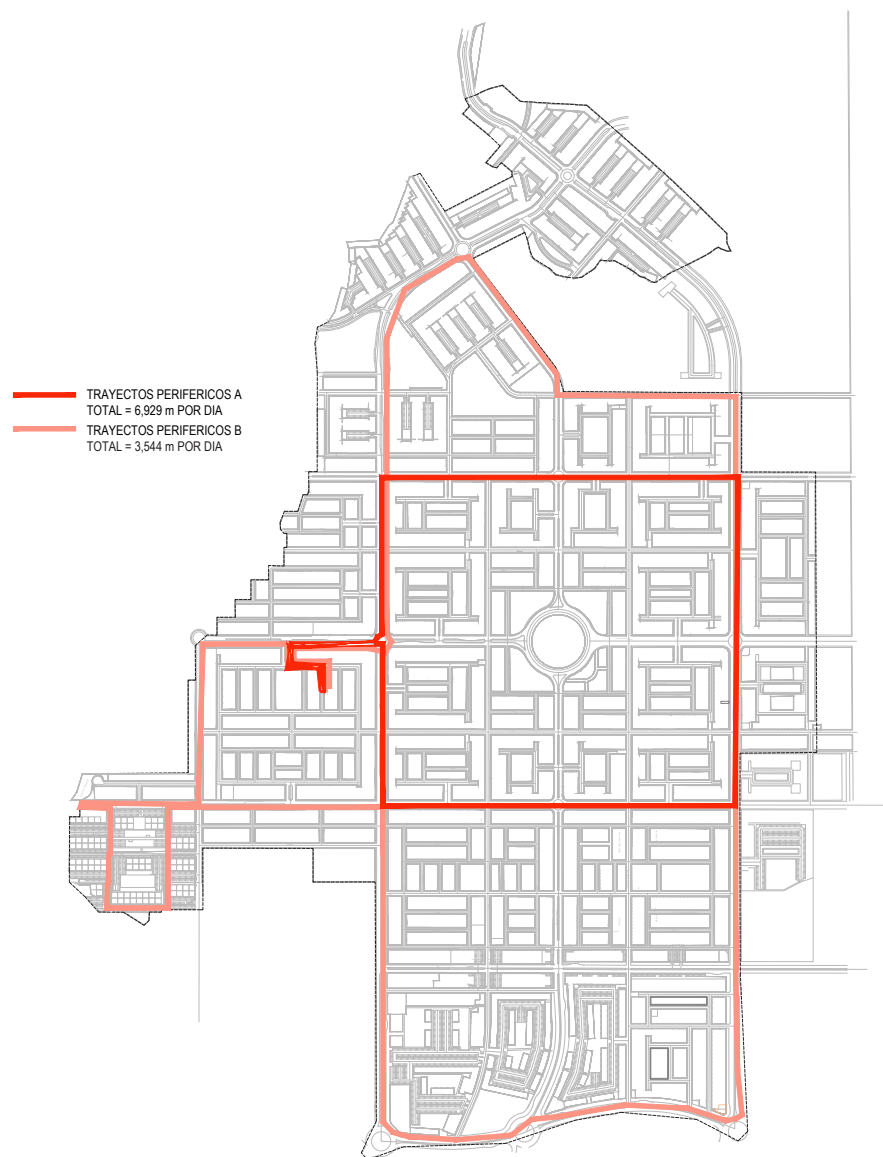 TRAYECTOS PERIFERICOS A
TOTAL = 6,929 m POR DIA
TRAYECTOS PERIFERICOS B
TOTAL = 3,544 m POR DIA